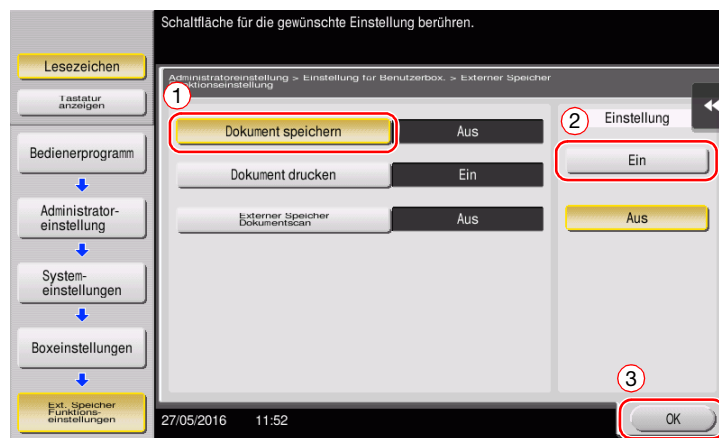 Schaltfläche für die gewünschte Einstellung berühren.
Lesezeichen
Tastatur
anzeigen
Bedienerprogramm
Administrator-
einstellung
System-
einstellungen
Boxeinstellungen
Ext. Speicher
Funktions-
einstellungen
Administratoreinstellung > Einstellung für Benutzerbox. > Externer Speicher
Funktionseinstellung
1
Dokument speichern Aus
Dokument drucken Ein
Externer Speicher
Dokumentscan
Aus
2
Einstellung
Ein
Aus
3
27/05/2016 11:52
OK